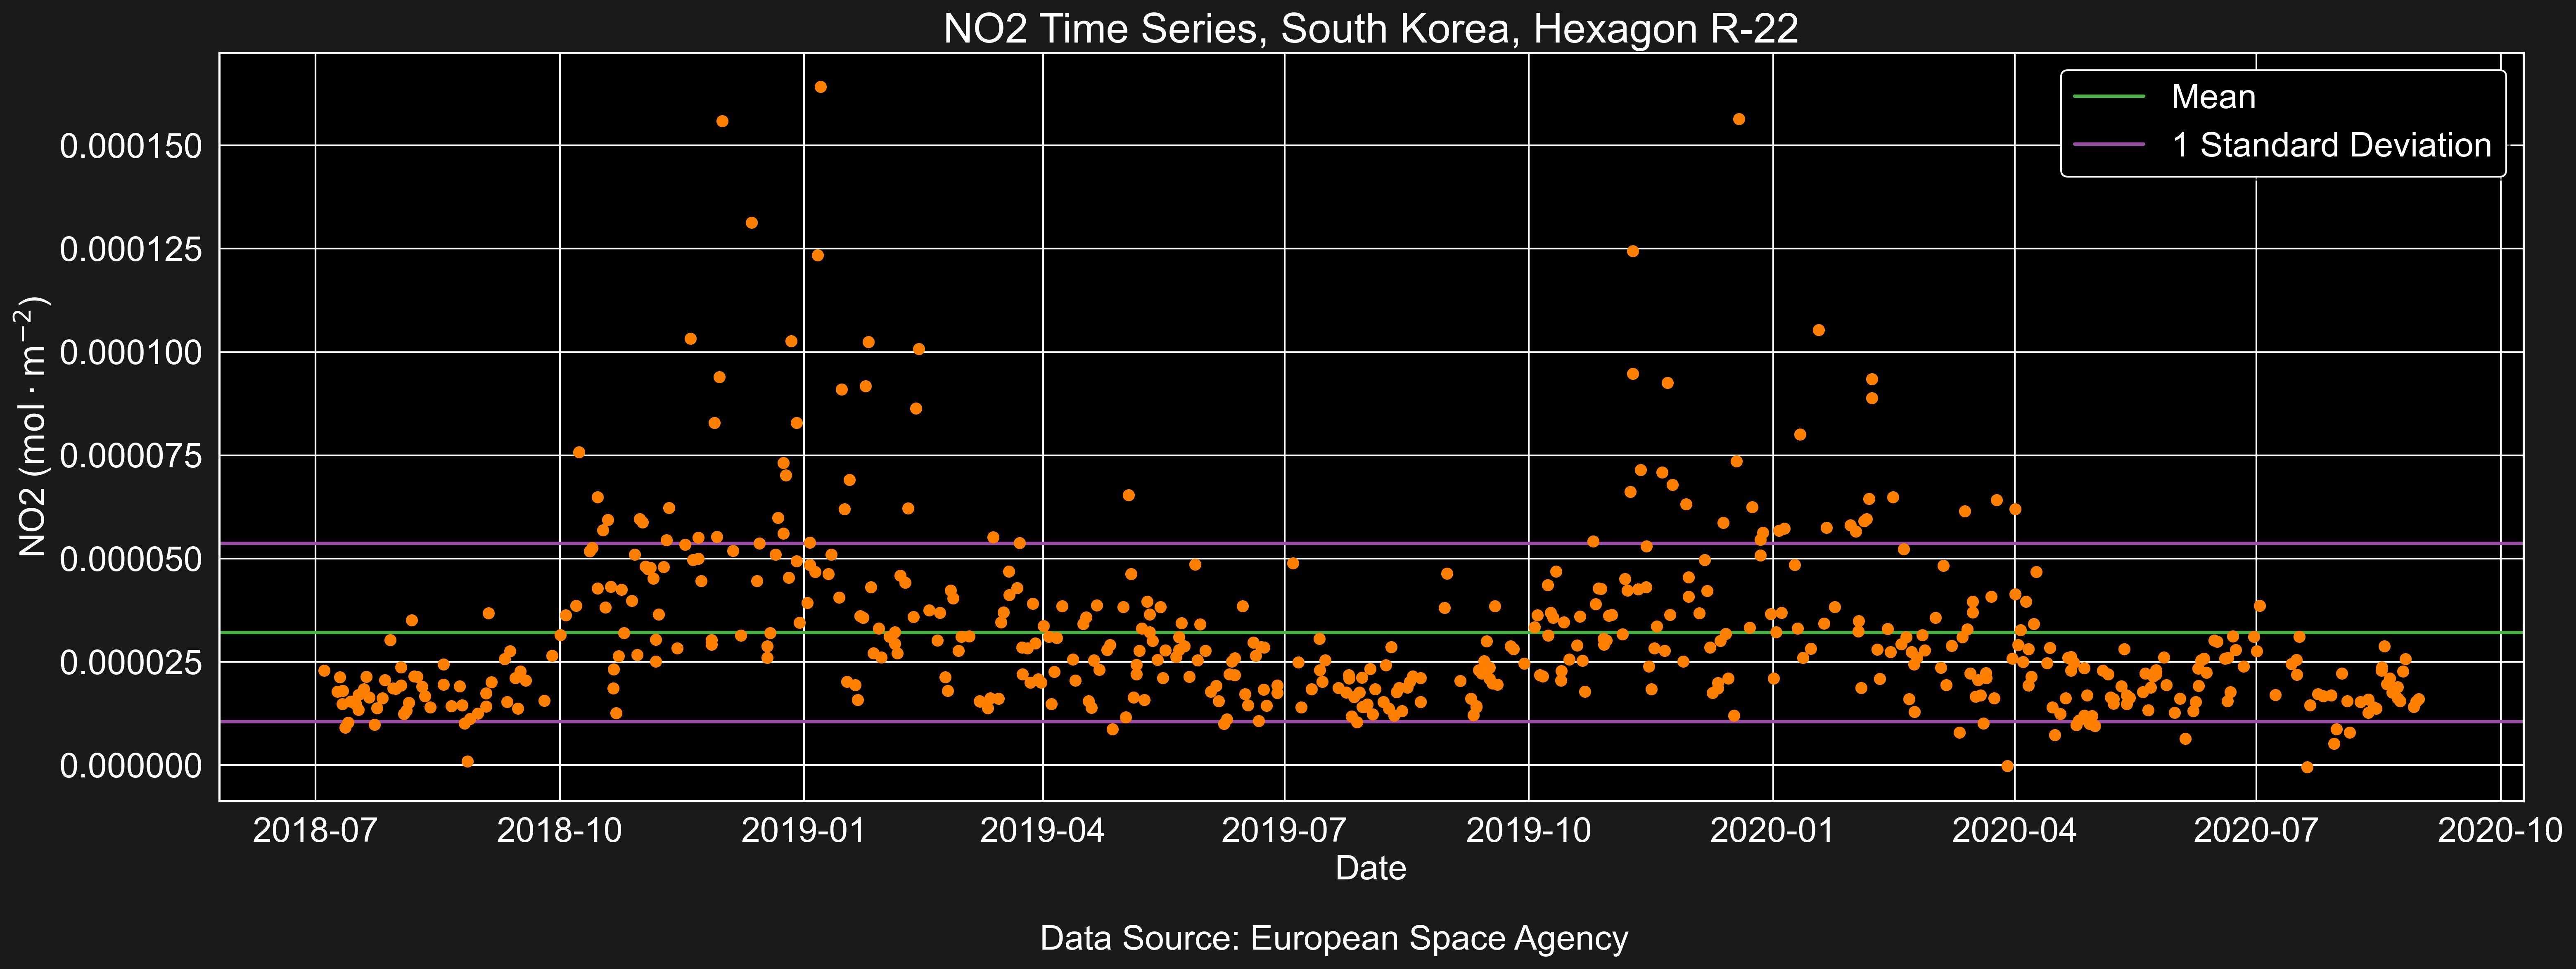 NO2 Time Series, South Korea, Hexagon R-22
Mean
1 Standard Deviation
NO2 (mol · m⁻²)
0.000150
0.000125
0.000100
0.000075
0.000050
0.000025
0.000000
2018-07 2018-10 2019-01 2019-04 2019-07 2019-10 2020-01 2020-04 2020-07 2020-10
Date
Data Source: European Space Agency